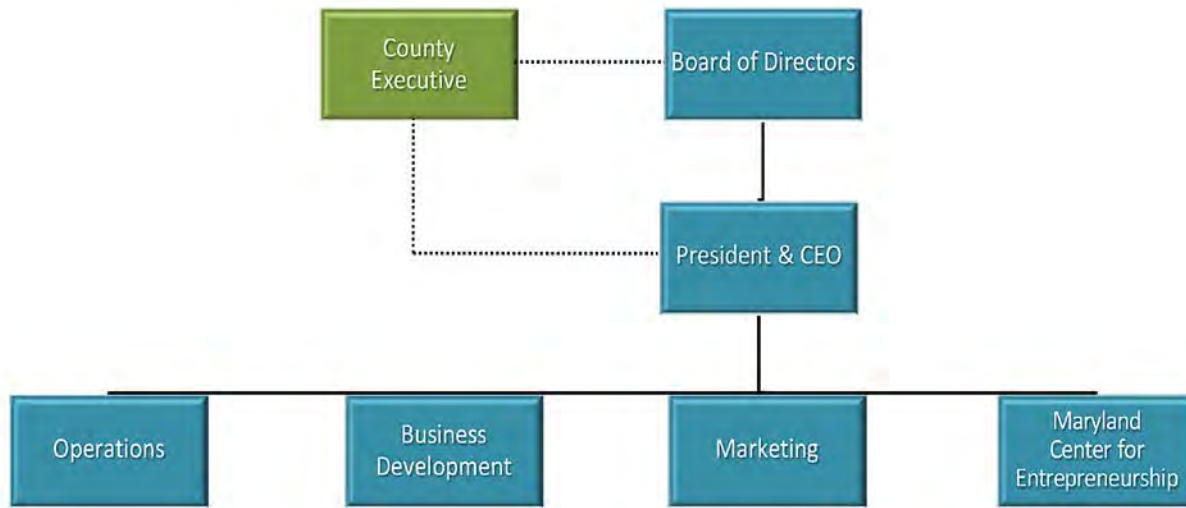 County
Executive
Board of Directors
President & CEO
Operations
Business
Development
Marketing
Maryland
Center for
Entrepreneurship